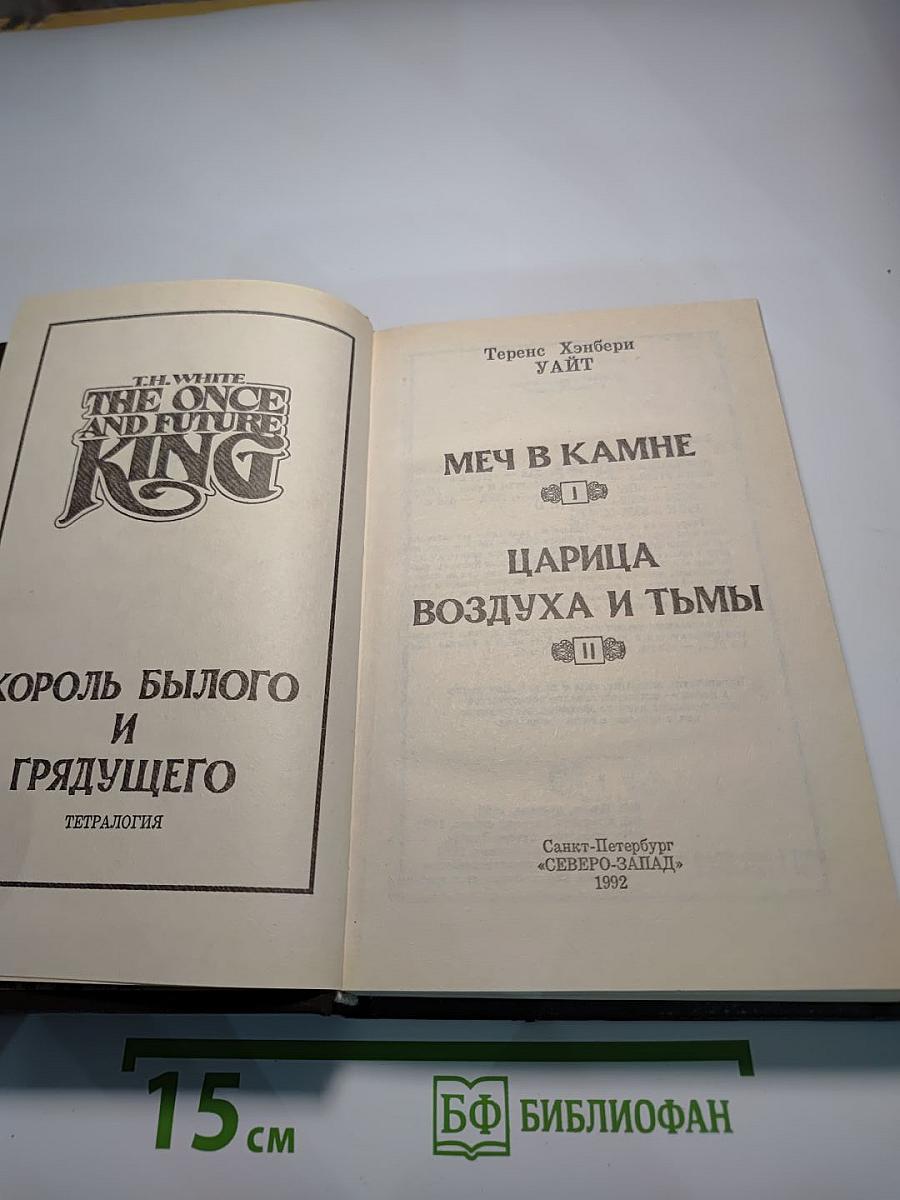 T.H. WHITE
THE ONCE
AND FUTURE
KING
КОРОЛЬ БЫЛОГО
И
ГРЯДУЩЕГО
ТЕТРАЛОГИЯ
Теренс Хэнбери
УАЙТ
МЕЧ В КАМНЕ
I
ЦАРИЦА
ВОЗДУХА И ТЬМЫ
II
Санкт-Петербург
«СЕВЕРО-ЗАПАД»
1992
15 см
БФ БИБЛИОФАН